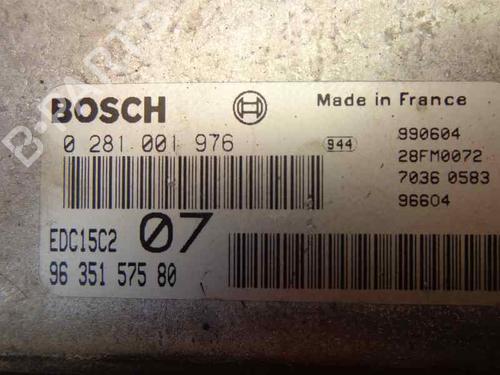 BOSCH
Made in France
0 281 001 976
944
990604
28FM0072
7036 0583
96604
EDC15C2 07
96 351 575 80
B-PARTS